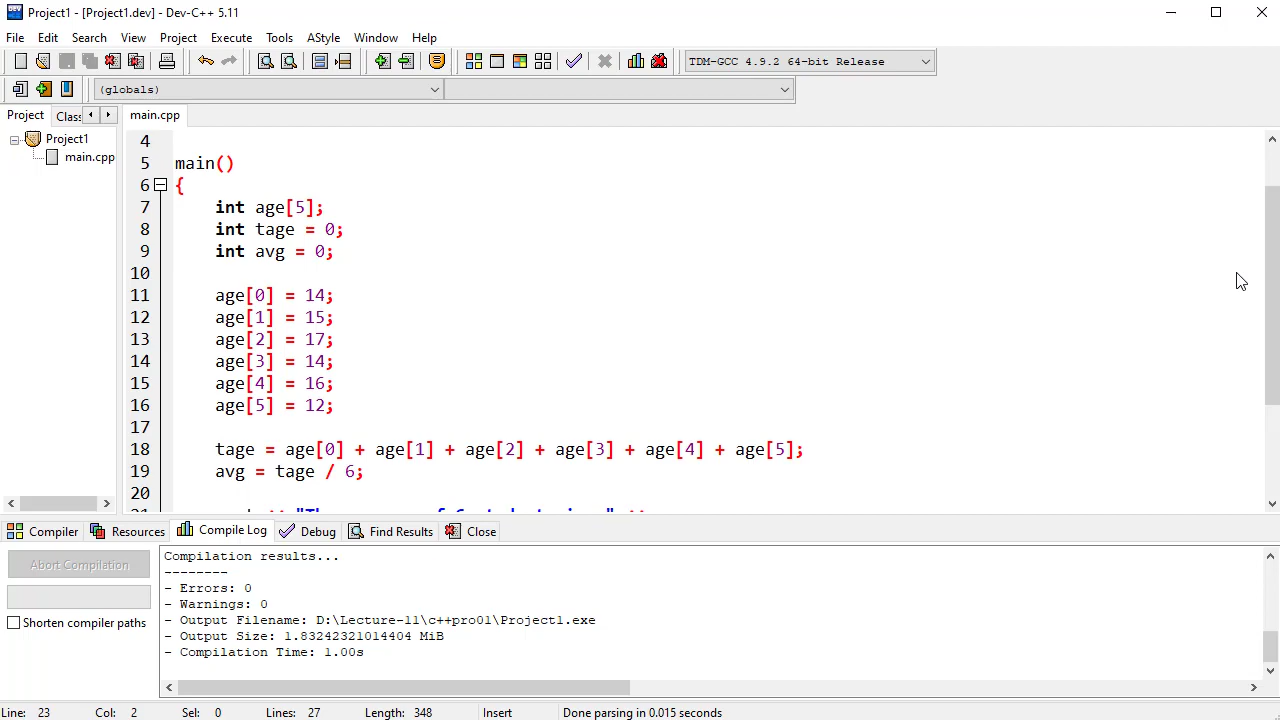 Project1 - [Project1.dev] - Dev-C++ 5.11
File Edit Search View Project Execute Tools AStyle Window Help
TDM-GCC 4.9.2 64-bit Release
(globals)
Project Class main.cpp
Project1
main.cpp
4
5 main()
6 {
7 int age[5];
8 int tage = 0;
9 int avg = 0;
10
11 age[0] = 14;
12 age[1] = 15;
13 age[2] = 17;
14 age[3] = 14;
15 age[4] = 16;
16 age[5] = 12;
17
18 tage = age[0] + age[1] + age[2] + age[3] + age[4] + age[5];
19 avg = tage / 6;
20
Compiler Resources Compile Log Debug Find Results Close
Abort Compilation
Shorten compiler paths
Compilation results...
--------
- Errors: 0
- Warnings: 0
- Output Filename: D:\Lecture-11\c++pro01\Project1.exe
- Output Size: 1.83242321014404 MiB
- Compilation Time: 1.00s
Line: 23 Col: 2 Sel: 0 Lines: 27 Length: 348 Insert Done parsing in 0.015 seconds